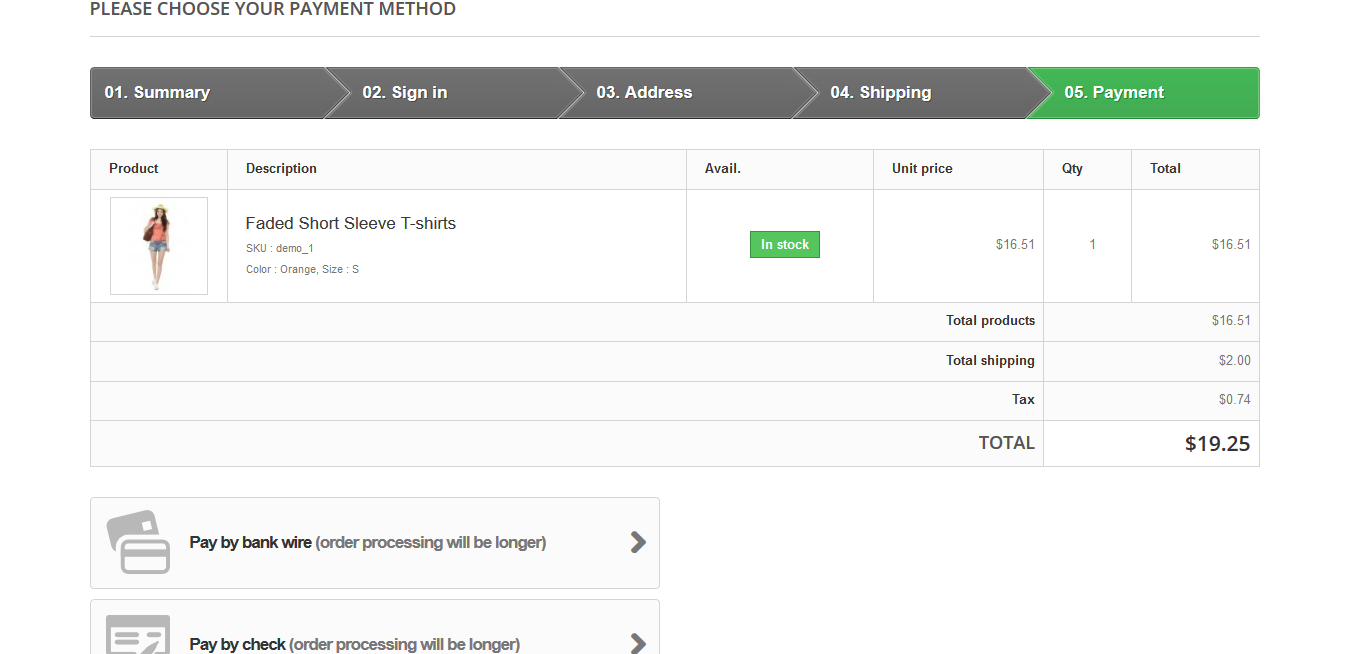 PLEASE CHOOSE YOUR PAYMENT METHOD
01. Summary 02. Sign in 03. Address 04. Shipping 05. Payment
Product Description Avail. Unit price Qty Total
Faded Short Sleeve T-shirts
SKU : demo_1
Color : Orange, Size : S
In stock $16.51 1 $16.51
Total products $16.51
Total shipping $2.00
Tax $0.74
TOTAL $19.25
Pay by bank wire (order processing will be longer)
Pay by check (order processing will be longer)